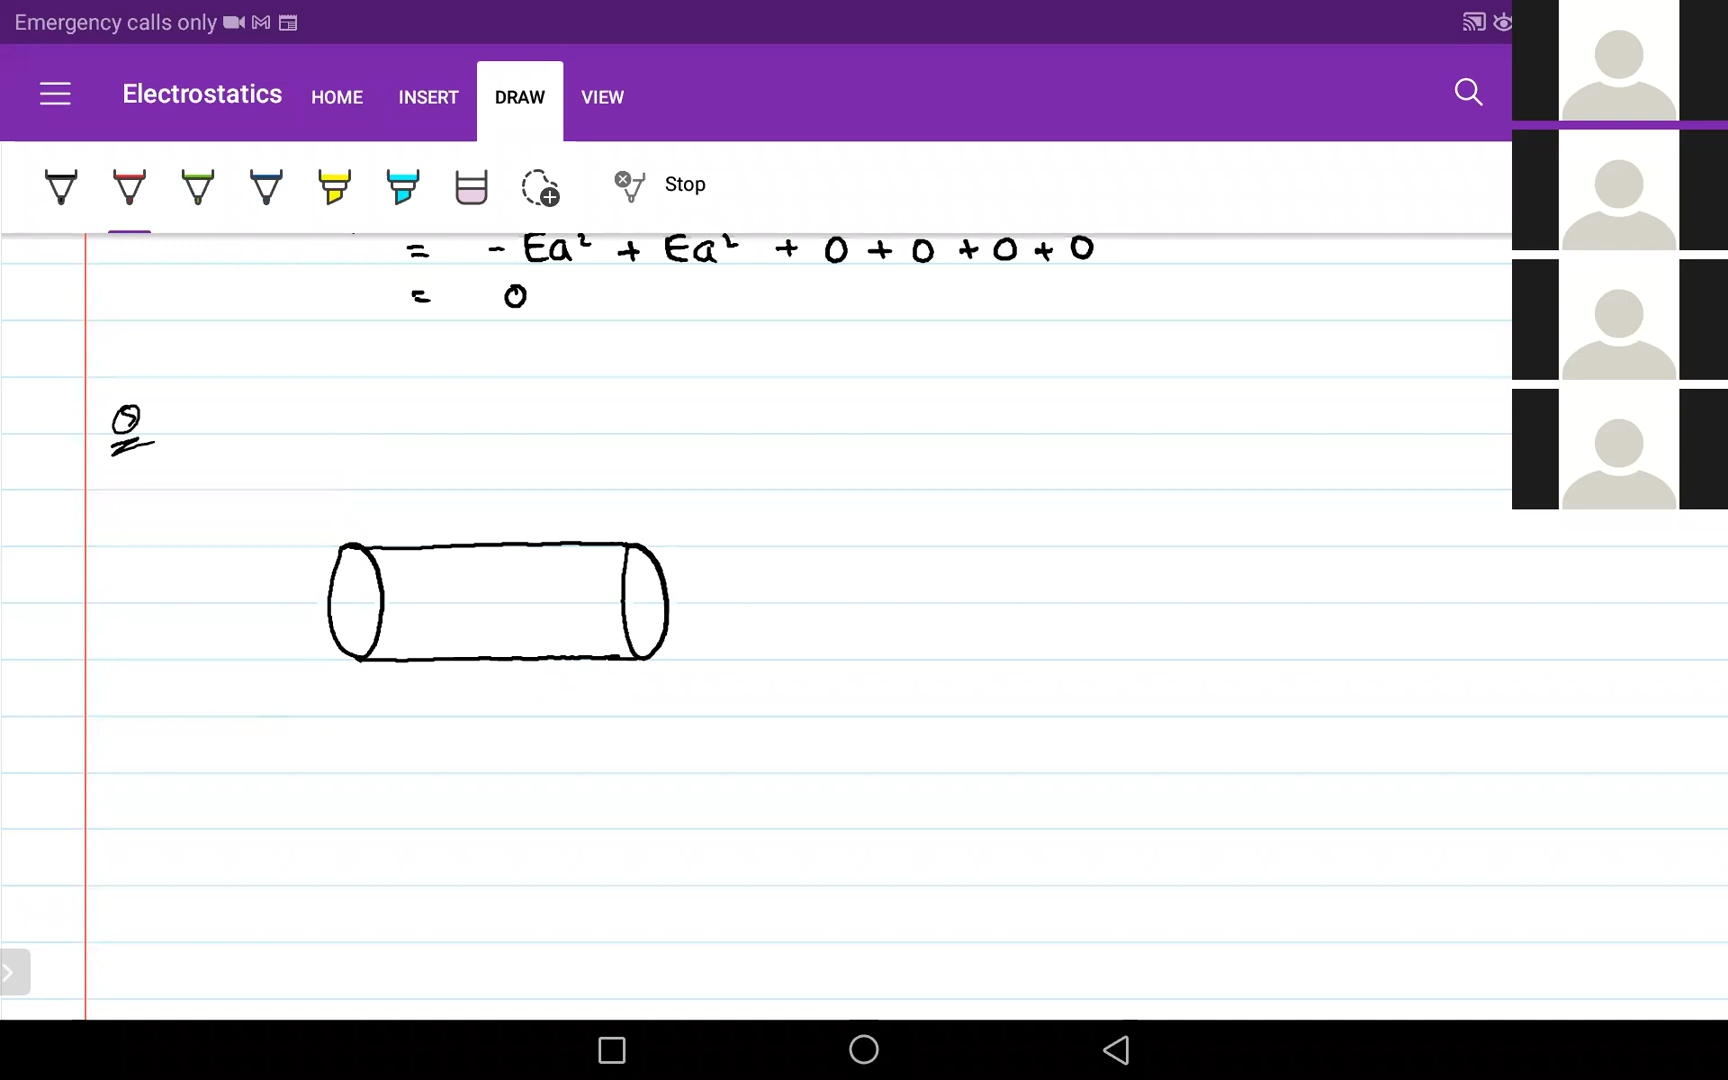 Emergency calls only
Electrostatics HOME INSERT DRAW VIEW
Stop
= - Ea² + Ea² + 0 + 0 + 0 + 0
= 0
Q